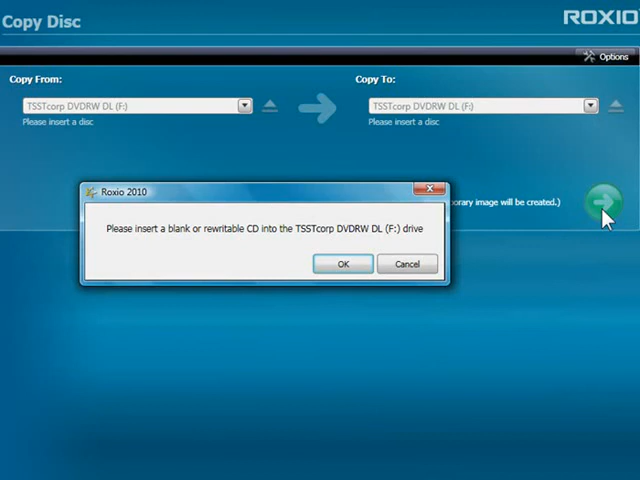 Copy Disc
ROXIO
Options
Copy From:
Copy To:
TSSTcorp DVDRW DL (F:)
TSSTcorp DVDRW DL (F:)
Please insert a disc
Please insert a disc
Roxio 2010
porary image will be created.)
Please insert a blank or rewritable CD into the TSSTcorp DVDRW DL (F:) drive
OK
Cancel